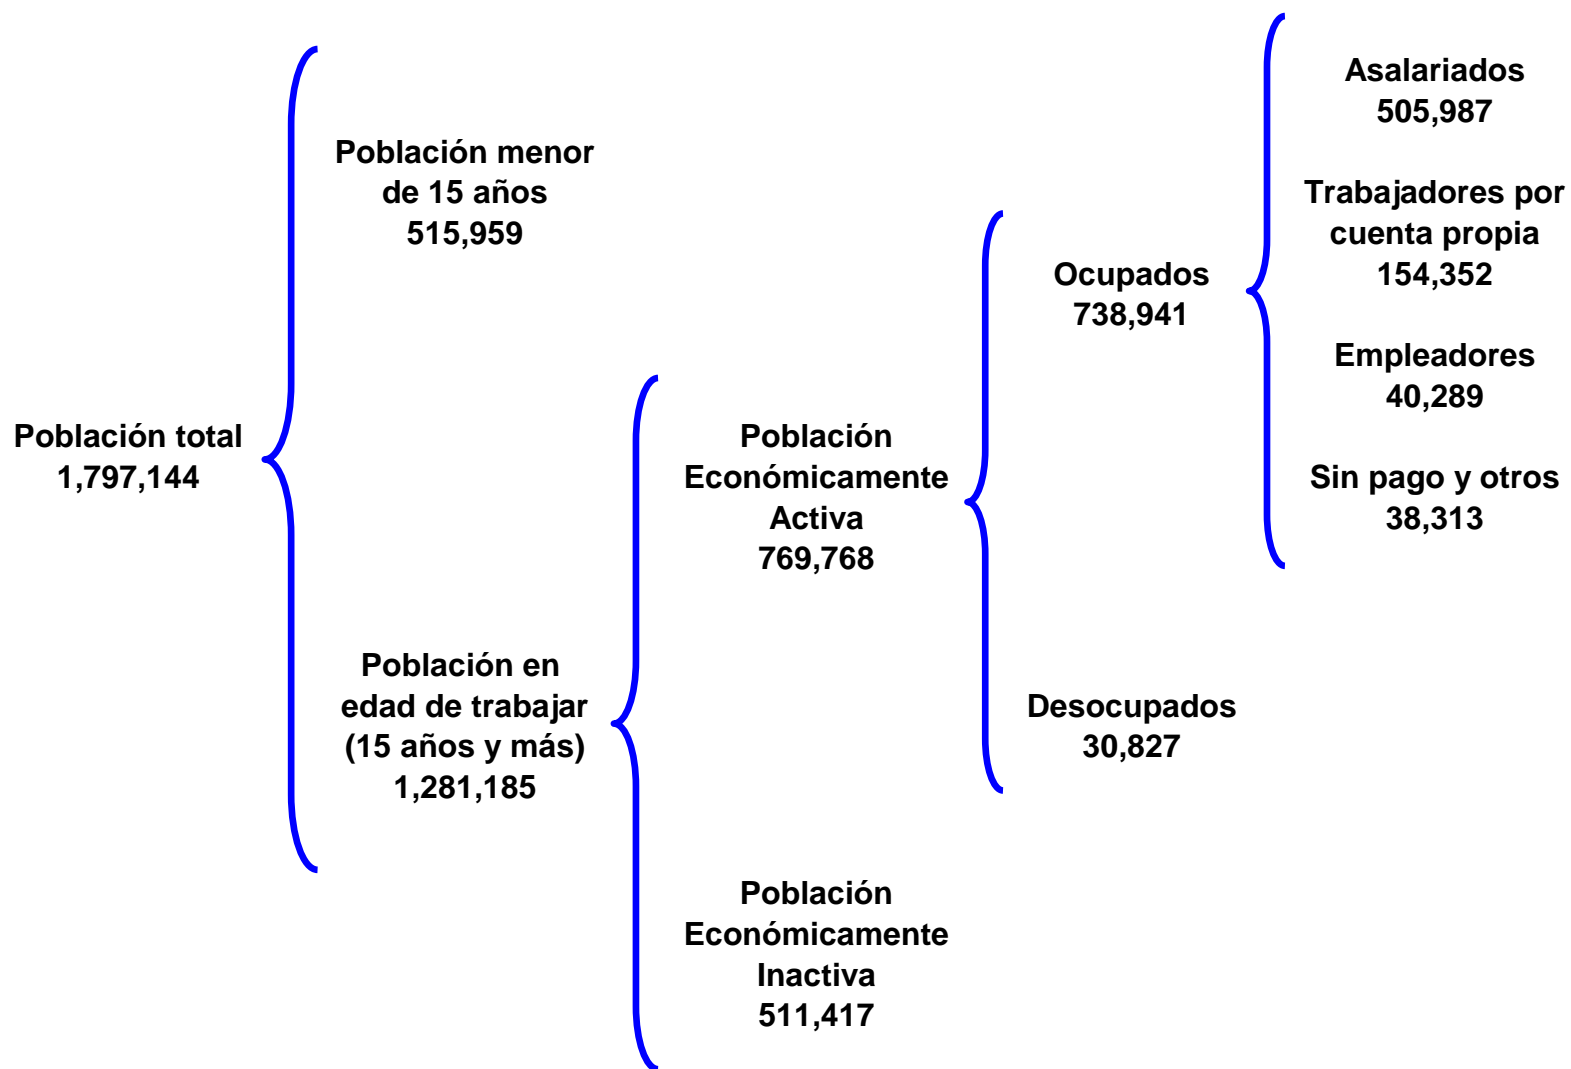 Población total
1,797,144
Población menor
de 15 años
515,959
Población en
edad de trabajar
(15 años y más)
1,281,185
Población
Económicamente
Activa
769,768
Población
Económicamente
Inactiva
511,417
Ocupados
738,941
Desocupados
30,827
Asalariados
505,987
Trabajadores por
cuenta propia
154,352
Empleadores
40,289
Sin pago y otros
38,313